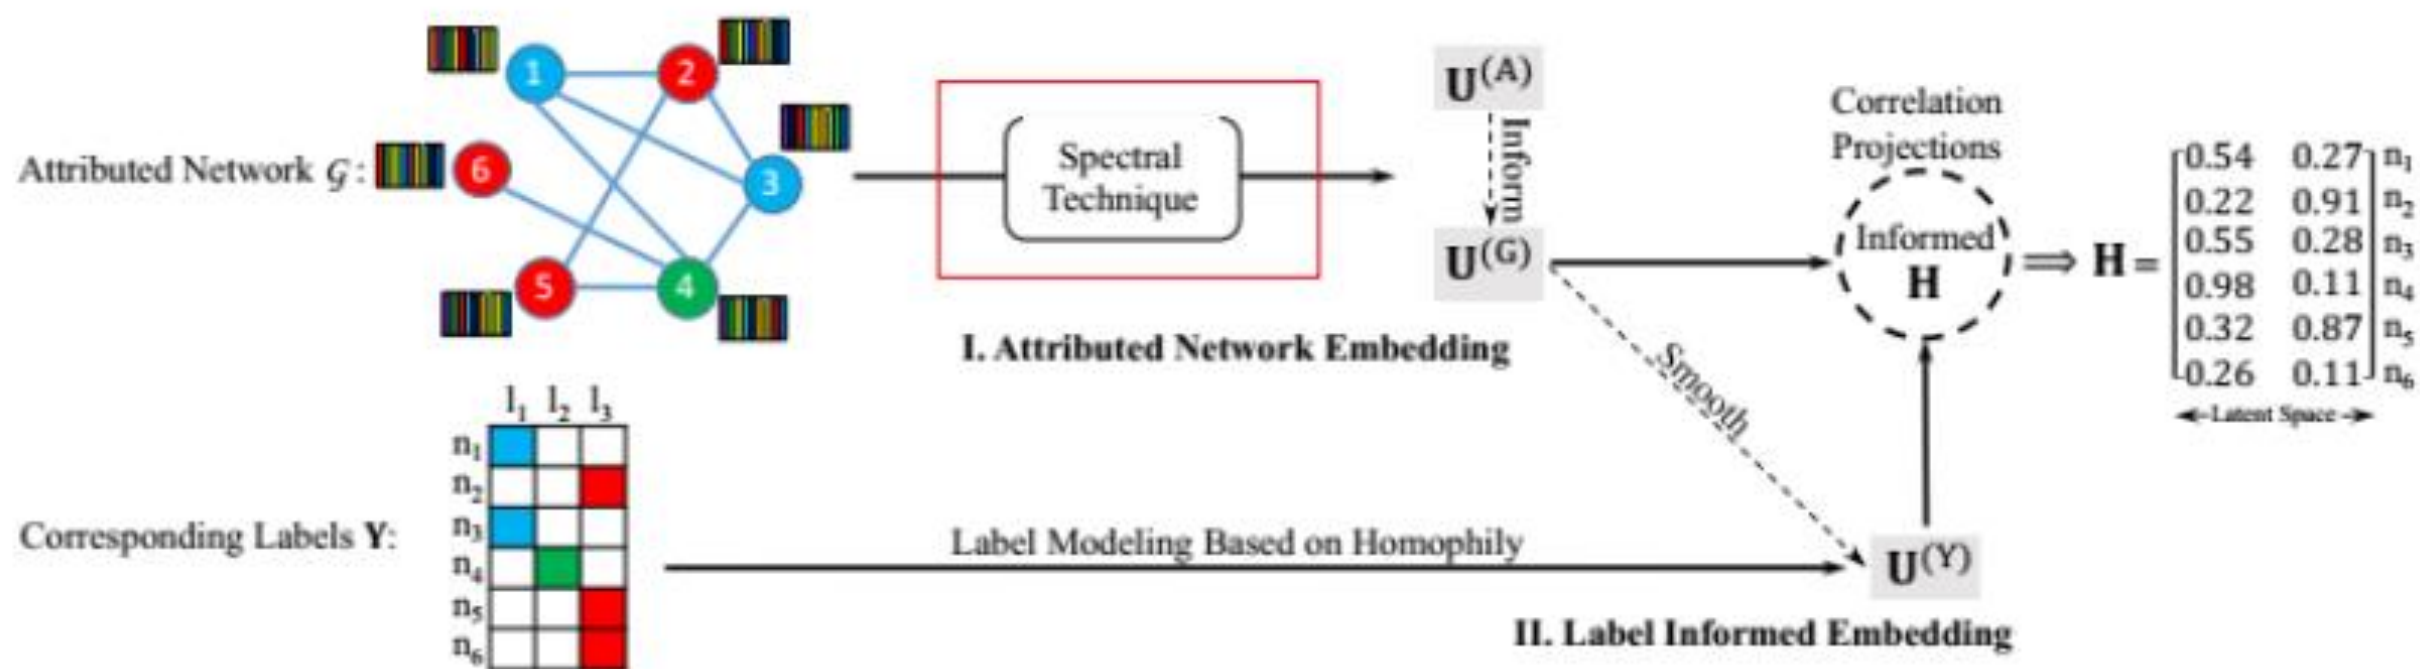 1
2
3
Attributed Network G:
6
5
4
Spectral
Technique
U(A)
Inform
U(G)
I. Attributed Network Embedding
Correlation
Projections
Informed
H
⟹ H =
0.54 0.27 n1
0.22 0.91 n2
0.55 0.28 n3
0.98 0.11 n4
0.32 0.87 n5
0.26 0.11 n6
Latent Space
Smooth
l1 l2 l3
n1
n2
n3
n4
n5
n6
Corresponding Labels Y:
Label Modeling Based on Homophily
U(Y)
II. Label Informed Embedding